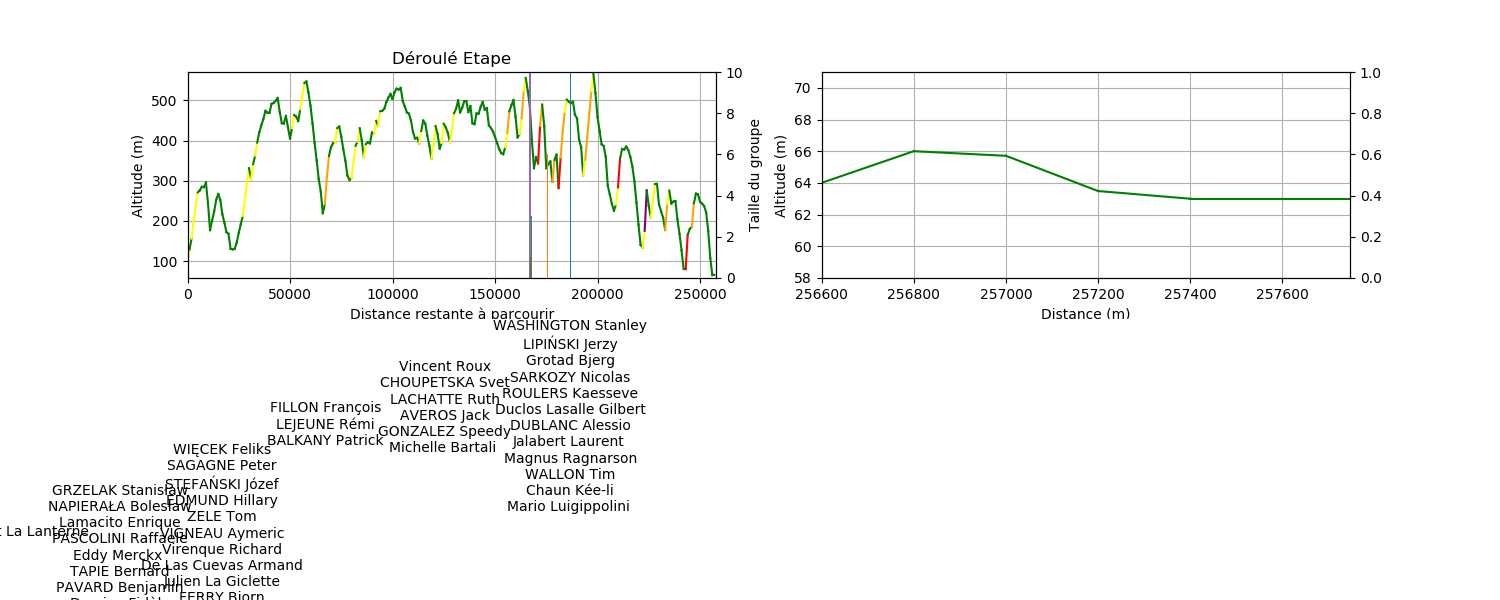 Déroulé Etape
500
400
300
200
100
Altitude (m)
0
50000
100000
150000
200000
250000
Distance restante à parcourir
10
8
6
4
2
0
Taille du groupe
70
68
66
64
62
60
58
Altitude (m)
256600
256800
257000
257200
257400
257600
Distance (m)
1.0
0.8
0.6
0.4
0.2
0.0
WASHINGTON Stanley
LIPIŃSKI Jerzy
Grotad Bjerg
SARKOZY Nicolas
ROULERS Kaesseve
Duclos Lasalle Gilbert
DUBLANC Alessio
Jalabert Laurent
Magnus Ragnarson
WALLON Tim
Chaun Kée-li
Mario Luigippolini
Vincent Roux
CHOUPETSKA Svet
LACHATTE Ruth
AVEROS Jack
GONZALEZ Speedy
Michelle Bartali
FILLON François
LEJEUNE Rémi
BALKANY Patrick
WIĘCEK Feliks
SAGAGNE Peter
STEFAŃSKI Józef
EDMUND Hillary
ZELE Tom
VIGNEAU Aymeric
Virenque Richard
De Las Cuevas Armand
Julien La Giclette
FERRY Bjorn
GRZELAK Stanisław
NAPIERAŁA Bolesław
Lamacito Enrique
PASCOLINI Raffaele
Eddy Merckx
TAPIE Bernard
PAVARD Benjamin
La Lanterne